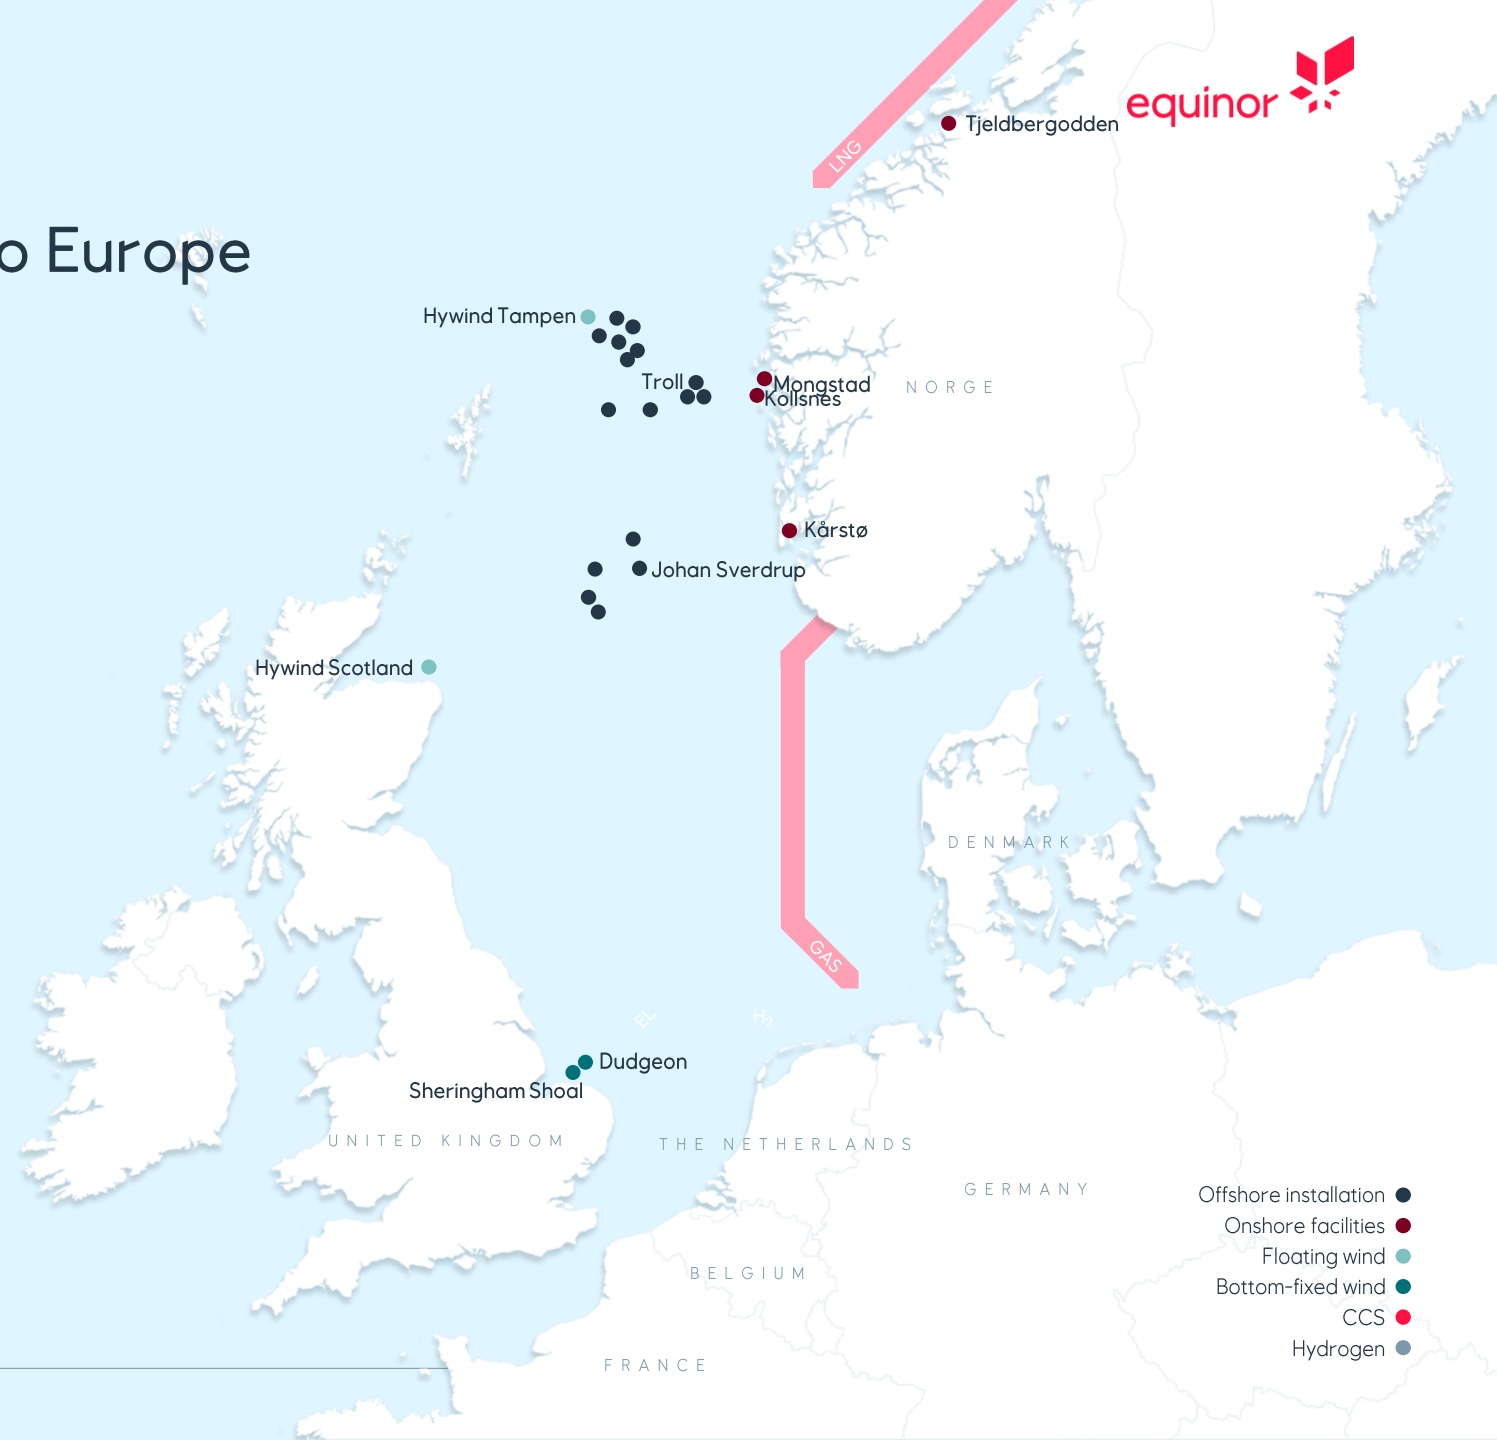 equinor
Tjeldbergodden
LNG
o Europe
Hywind Tampen
Troll
Mongstad
Kollsnes
NORGE
Kårstø
Johan Sverdrup
Hywind Scotland
DENMARK
GAS
EL
H₂
Dudgeon
Sheringham Shoal
UNITED KINGDOM
THE NETHERLANDS
GERMANY
Offshore installation
Onshore facilities
Floating wind
BELGIUM
Bottom-fixed wind
CCS
Hydrogen
FRANCE